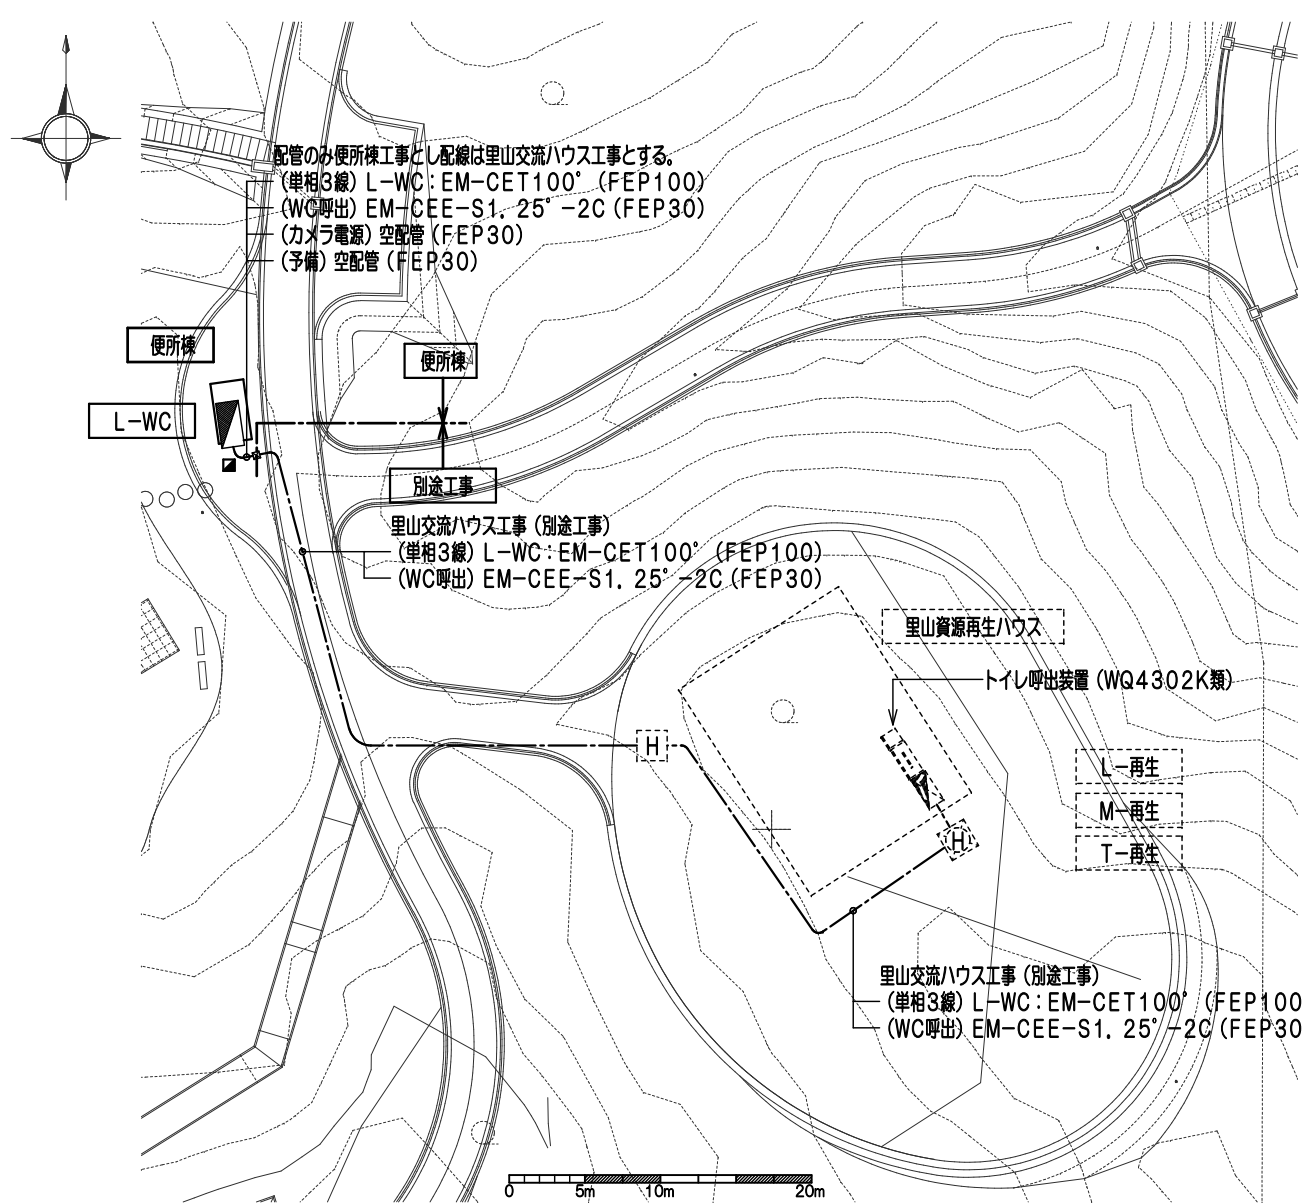 配管のみ便所棟工事とし配線は里山交流ハウス工事とする。
(単相3線) L-WC:EM-CET100° (FEP100)
(WC呼出) EM-CEE-S1.25°-2C (FEP30)
(カメラ電源) 空配管 (FEP30)
(予備) 空配管 (FEP30)
便所棟
便所棟
L-WC
別途工事
里山交流ハウス工事 (別途工事)
(単相3線) L-WC:EM-CET100° (FEP100)
(WC呼出) EM-CEE-S1.25°-2C (FEP30)
里山資源再生ハウス
トイレ呼出装置 (WQ4302K類)
H
L-再生
M-再生
T-再生
H
里山交流ハウス工事 (別途工事)
(単相3線) L-WC:EM-CET100° (FEP100
(WC呼出) EM-CEE-S1.25°-2C (FEP30
0 5m 10m 20m